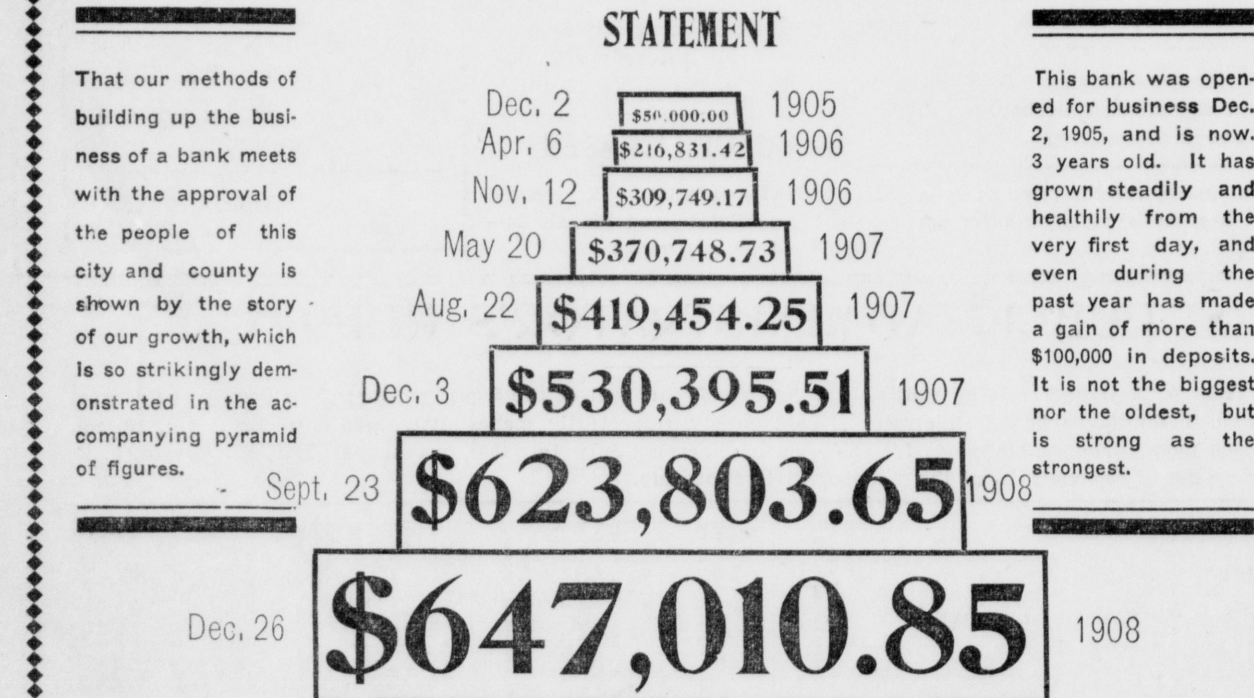 STATEMENT
That our methods of
building up the busi-
ness of a bank meets
with the approval of
the people of this
city and county is
shown by the story
of our growth, which
is so strikingly dem-
onstrated in the ac-
companying pyramid
of figures.
Dec. 2 $50.000.00 1905
Apr. 6 $216,831.42 1906
Nov. 12 $309,749.17 1906
May 20 $370,748.73 1907
Aug. 22 $419,454.25 1907
Dec. 3 $530,395.51 1907
Sept. 23 $623,803.65 1908
Dec. 26 $647,010.85 1908
This bank was open-
ed for business Dec.
2, 1905, and is now
3 years old. It has
grown steadily and
healthily from the
very first day, and
even during the
past year has made
a gain of more than
$100,000 in deposits.
It is not the biggest
nor the oldest, but
is strong as the
strongest.